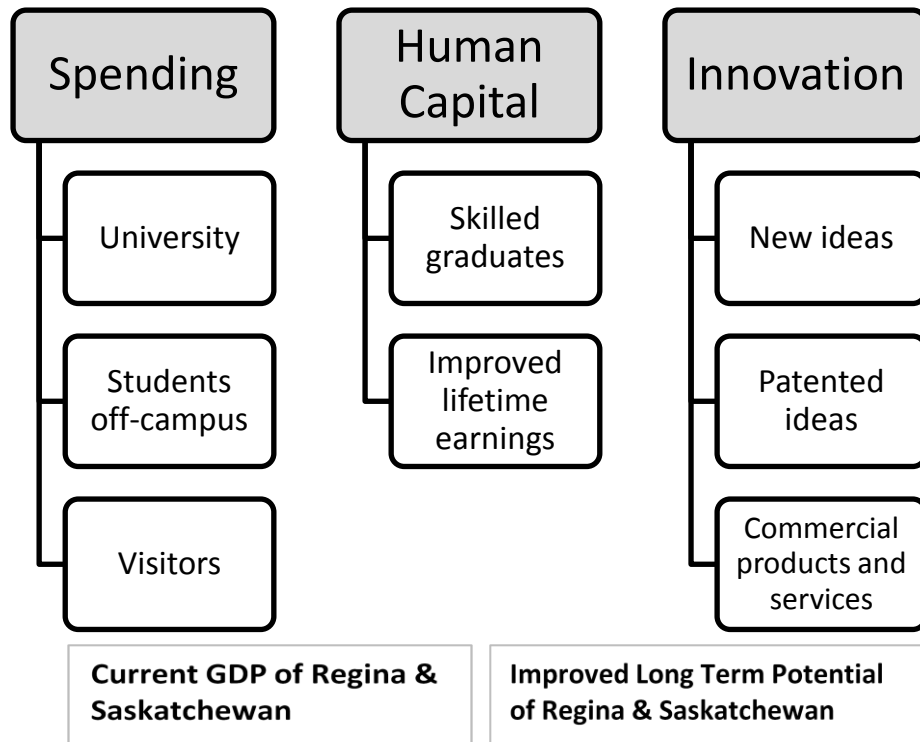 Spending
University
Students
off-campus
Visitors
Human
Capital
Skilled
graduates
Improved
lifetime
earnings
Innovation
New ideas
Patented
ideas
Commercial
products and
services
Current GDP of Regina &
Saskatchewan
Improved Long Term Potential
of Regina & Saskatchewan